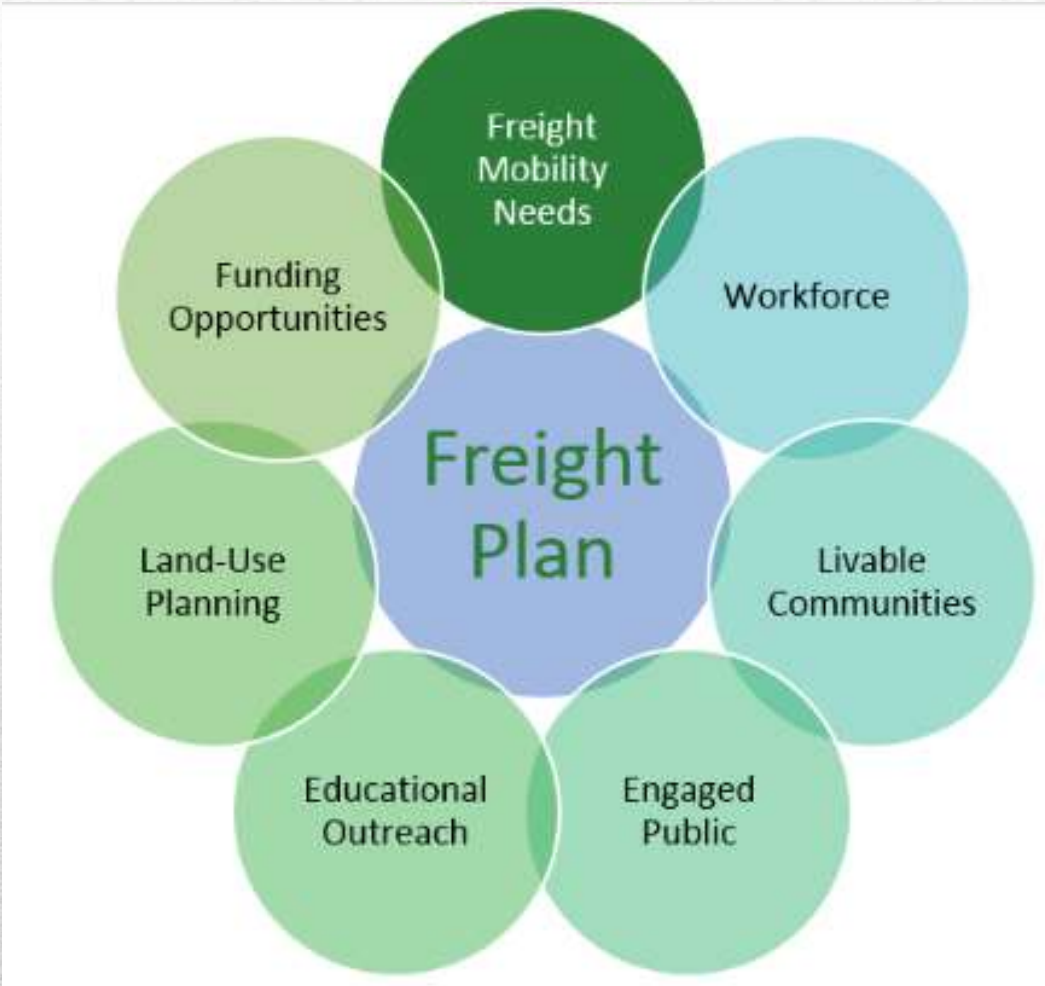 Freight
Mobility
Needs
Workforce
Livable
Communities
Engaged
Public
Educational
Outreach
Land-Use
Planning
Funding
Opportunities
Freight
Plan